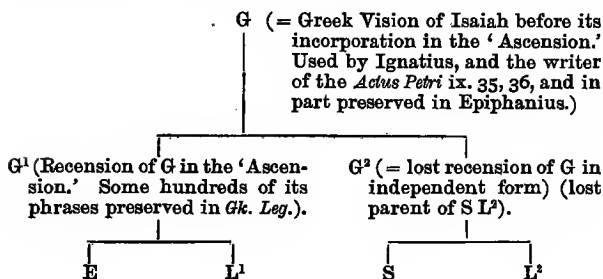 G (= Greek Vision of Isaiah before its
incorporation in the ‘Ascension.’
Used by Ignatius, and the writer
of the Actus Petri ix. 35, 36, and in
part preserved in Epiphanius.)
G¹ (Recension of G in the ‘Ascen-
sion.’ Some hundreds of its
phrases preserved in Gk. Leg.).
G² (= lost recension of G in
independent form) (lost
parent of S L²).
E L¹ S L²